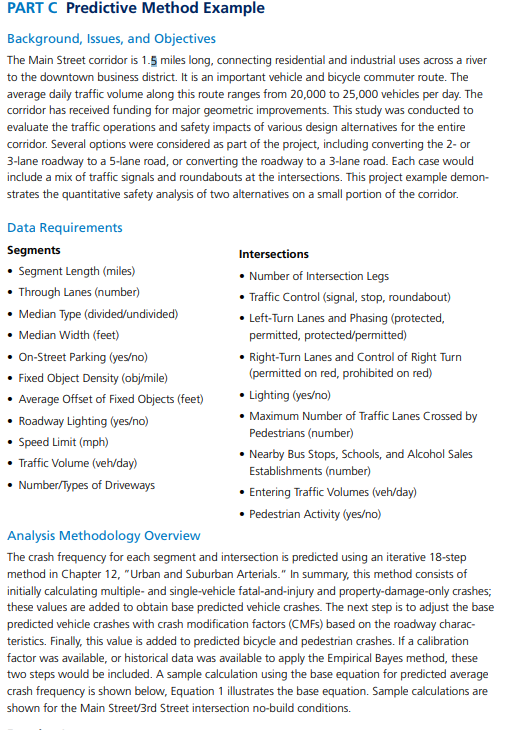 PART C Predictive Method Example
Background, Issues, and Objectives
The Main Street corridor is 1.5 miles long, connecting residential and industrial uses across a river
to the downtown business district. It is an important vehicle and bicycle commuter route. The
average daily traffic volume along this route ranges from 20,000 to 25,000 vehicles per day. The
corridor has received funding for major geometric improvements. This study was conducted to
evaluate the traffic operations and safety impacts of various design alternatives for the entire
corridor. Several options were considered as part of the project, including converting the 2- or
3-lane roadway to a 5-lane road, or converting the roadway to a 3-lane road. Each case would
include a mix of traffic signals and roundabouts at the intersections. This project example demon-
strates the quantitative safety analysis of two alternatives on a small portion of the corridor.
Data Requirements
Segments
• Segment Length (miles)
• Through Lanes (number)
• Median Type (divided/undivided)
• Median Width (feet)
• On-Street Parking (yes/no)
• Fixed Object Density (obj/mile)
• Average Offset of Fixed Objects (feet)
• Roadway Lighting (yes/no)
• Speed Limit (mph)
• Traffic Volume (veh/day)
• Number/Types of Driveways
Intersections
• Number of Intersection Legs
• Traffic Control (signal, stop, roundabout)
• Left-Turn Lanes and Phasing (protected,
permitted, protected/permitted)
• Right-Turn Lanes and Control of Right Turn
(permitted on red, prohibited on red)
• Lighting (yes/no)
• Maximum Number of Traffic Lanes Crossed by
Pedestrians (number)
• Nearby Bus Stops, Schools, and Alcohol Sales
Establishments (number)
• Entering Traffic Volumes (veh/day)
• Pedestrian Activity (yes/no)
Analysis Methodology Overview
The crash frequency for each segment and intersection is predicted using an iterative 18-step
method in Chapter 12, “Urban and Suburban Arterials.” In summary, this method consists of
initially calculating multiple- and single-vehicle fatal-and-injury and property-damage-only crashes;
these values are added to obtain base predicted vehicle crashes. The next step is to adjust the base
predicted vehicle crashes with crash modification factors (CMFs) based on the roadway charac-
teristics. Finally, this value is added to predicted bicycle and pedestrian crashes. If a calibration
factor was available, or historical data was available to apply the Empirical Bayes method, these
two steps would be included. A sample calculation using the base equation for predicted average
crash frequency is shown below, Equation 1 illustrates the base equation. Sample calculations are
shown for the Main Street/3rd Street intersection no-build conditions.